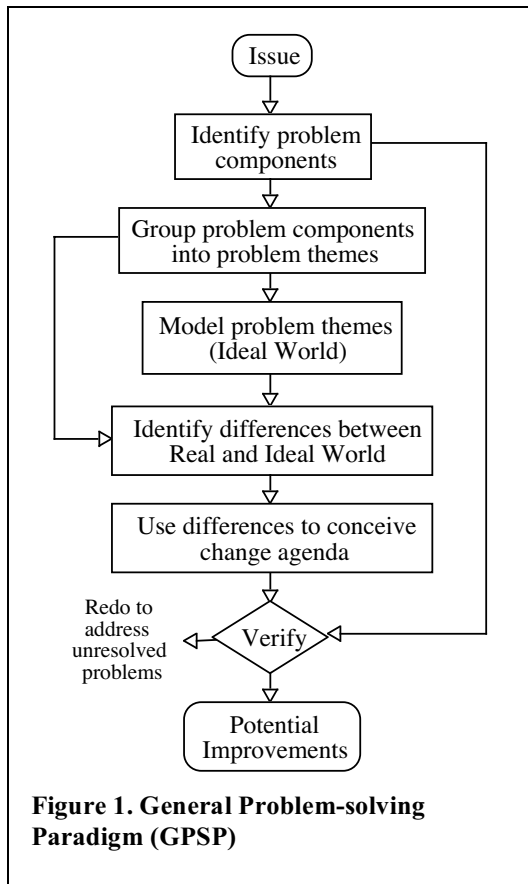 Issue
Identify problem
components
Group problem components
into problem themes
Model problem themes
(Ideal World)
Identify differences between
Real and Ideal World
Use differences to conceive
change agenda
Redo to
address
unresolved
problems
Verify
Potential
Improvements
Figure 1. General Problem-solving
Paradigm (GPSP)